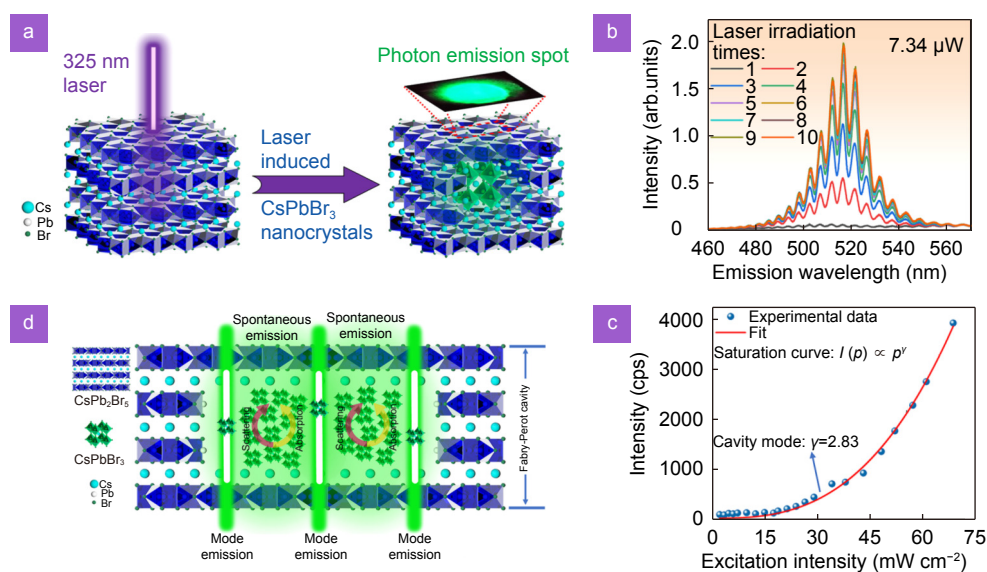 a
325 nm
laser
Photon emission spot
Laser
induced
CsPbBr₃
nanocrystals
Cs
Pb
Br
b
Laser irradiation
times:
7.34 μW
1 2
3 4
5 6
7 8
9 10
2.0
1.5
1.0
0.5
0
460 480 500 520 540 560
Intensity (arb.units)
Emission wavelength (nm)
d
Spontaneous
emission
Spontaneous
emission
CsPb₂Br₅
CsPbBr₃
Cs
Pb
Br
Scattering
Absorption
Scattering
Absorption
Fabry-Perot cavity
Mode
emission
Mode
emission
Mode
emission
c
Experimental data
Fit
Saturation curve: I (p) ∝ pᵞ
Cavity mode: γ=2.83
4000
3000
2000
1000
0
0 15 30 45 60 75
Intensity (cps)
Excitation intensity (mW cm⁻²)